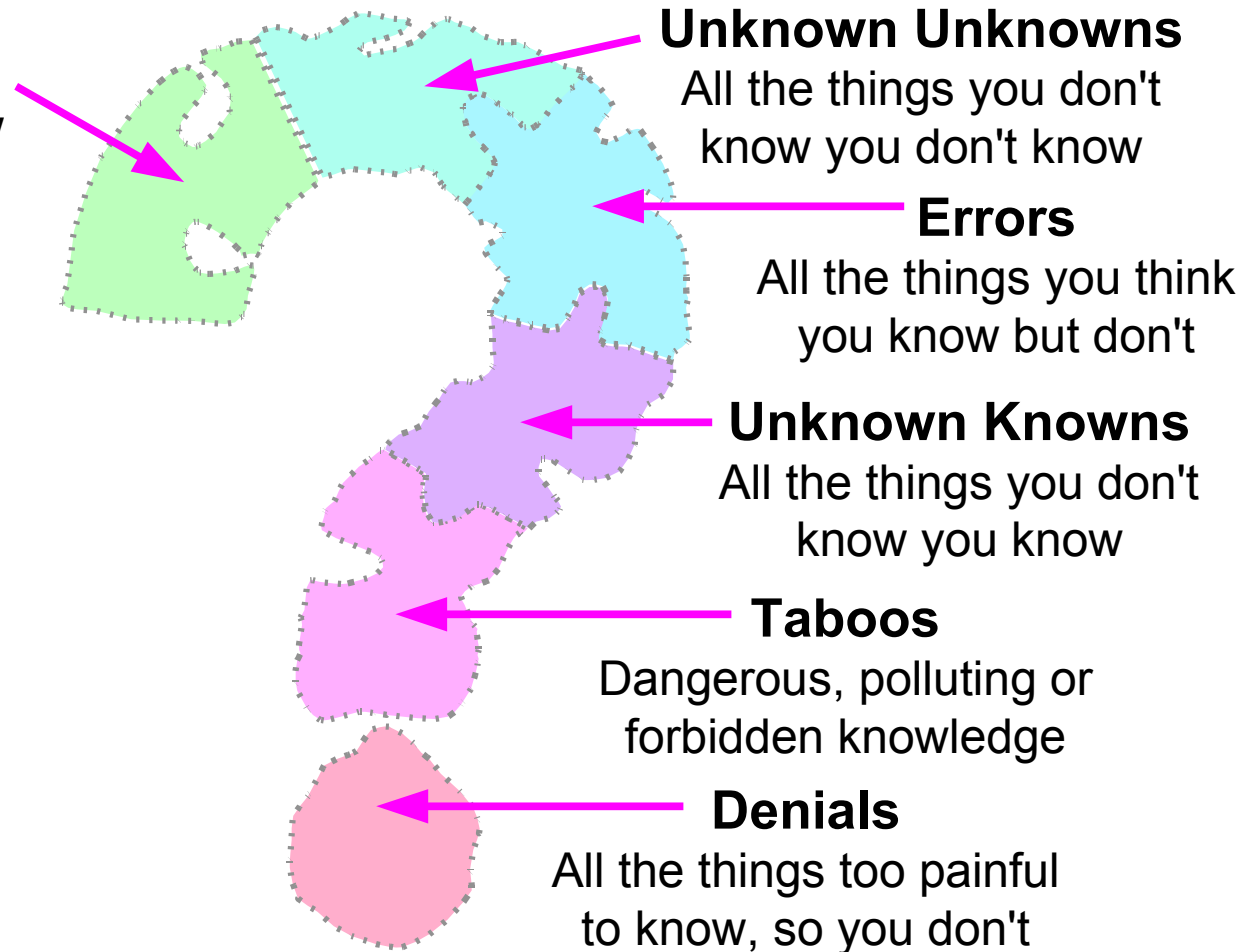 Unknown Unknowns
All the things you don't
know you don't know
Errors
All the things you think
you know but don't
Unknown Knowns
All the things you don't
know you know
Taboos
Dangerous, polluting or
forbidden knowledge
Denials
All the things too painful
to know, so you don't